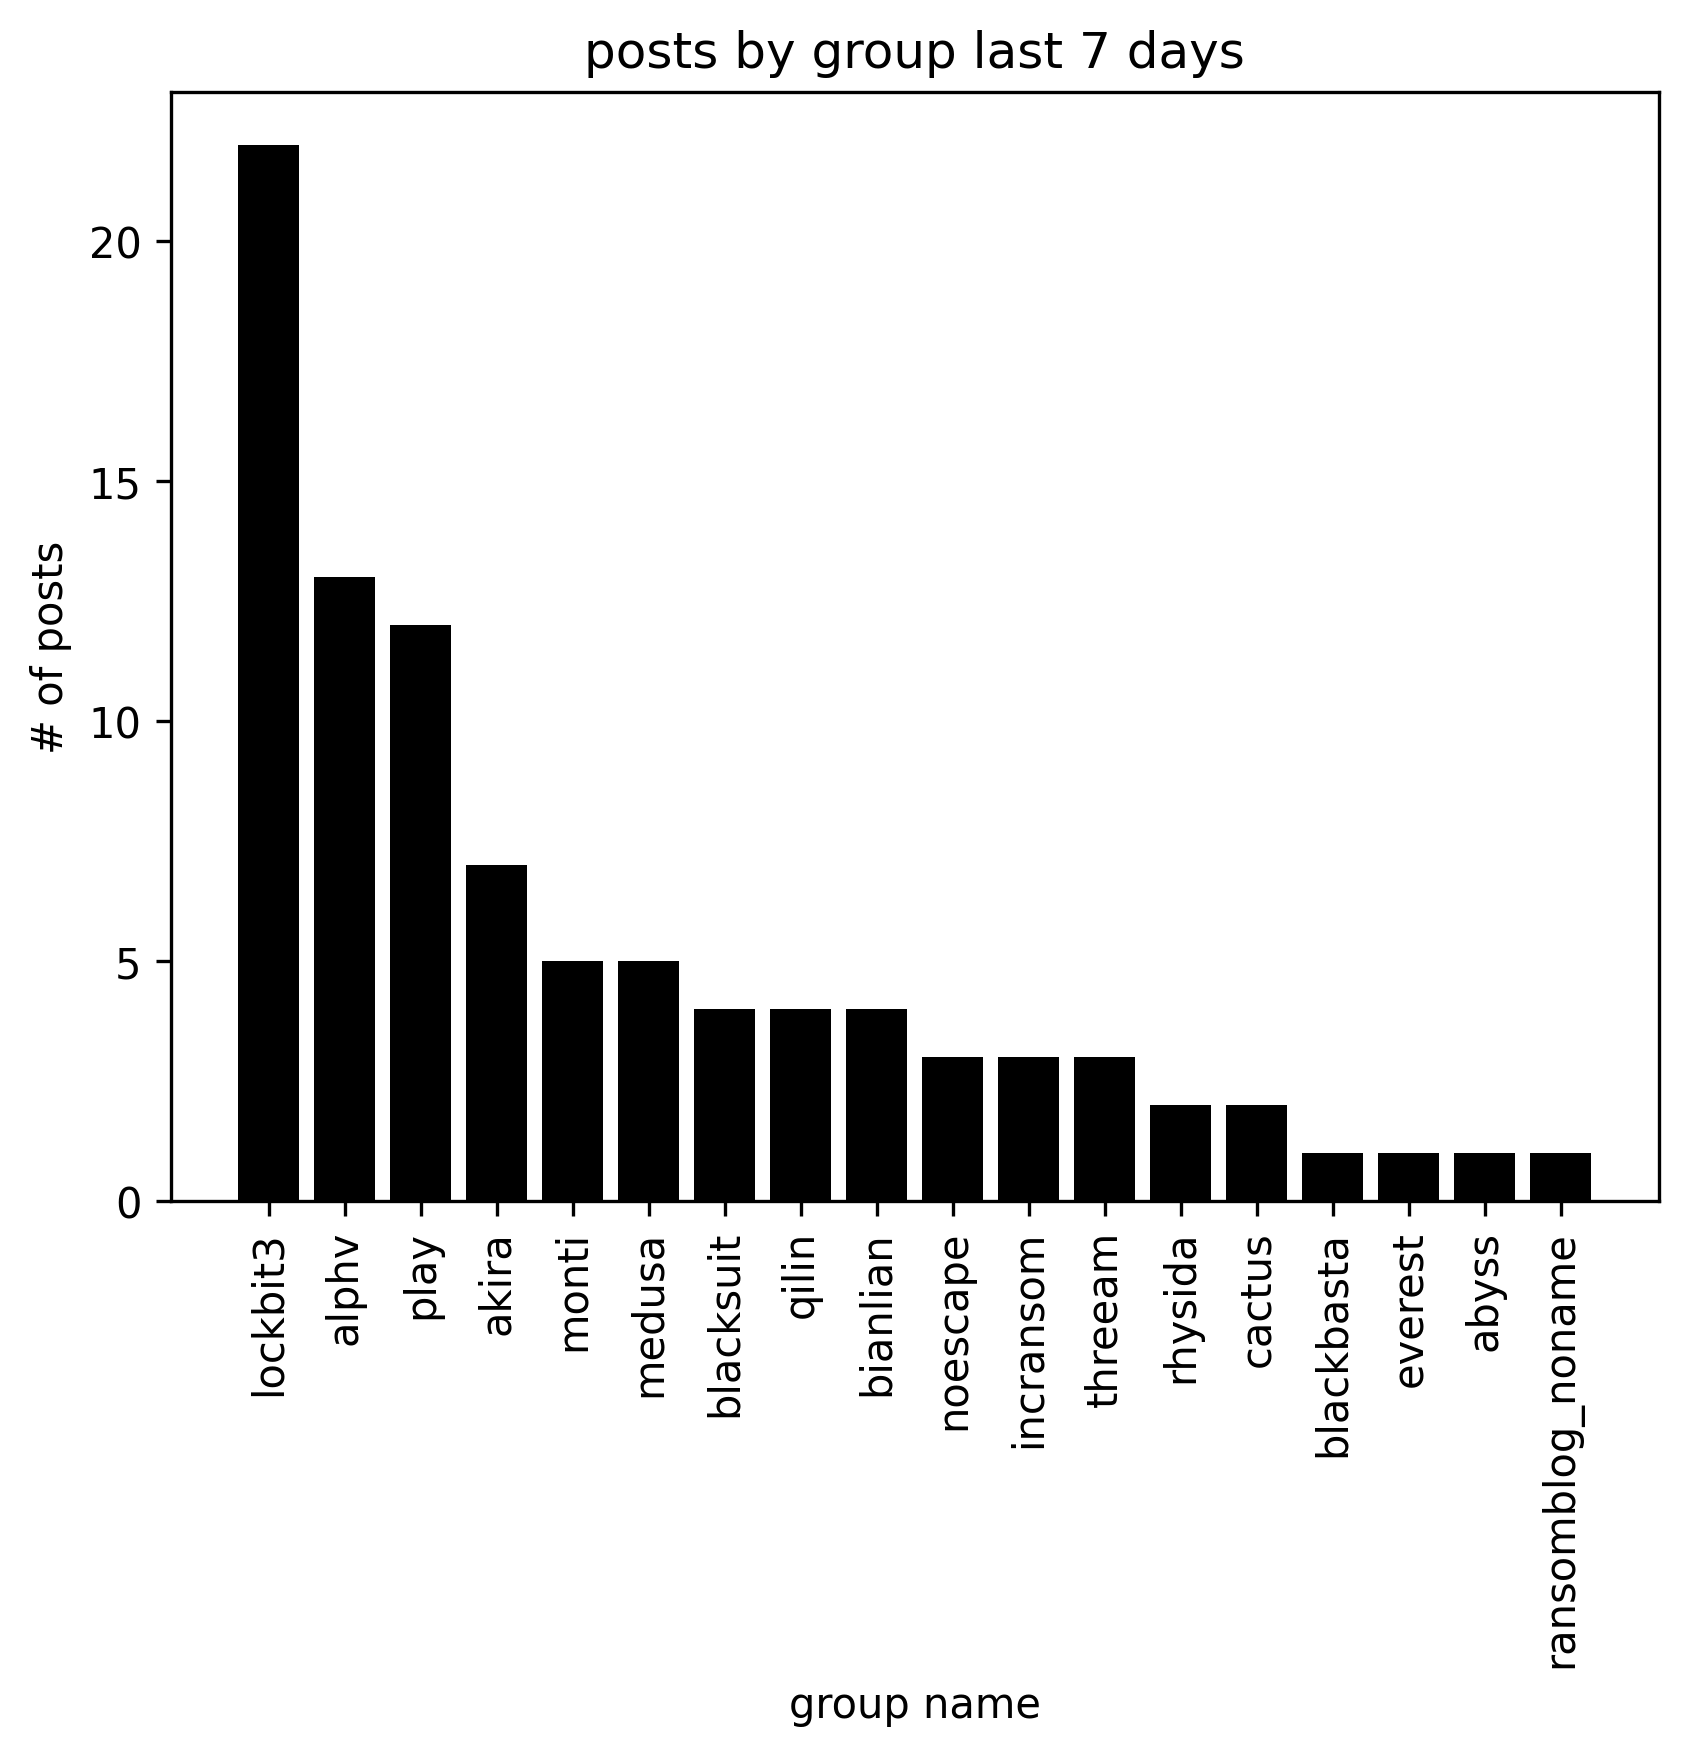 posts by group last 7 days
# of posts
20
15
10
5
0
lockbit3
alphv
play
akira
monti
medusa
blacksuit
qilin
bianlian
noescape
incransom
threeam
rhysida
cactus
blackbasta
everest
abyss
ransomblog_noname
group name